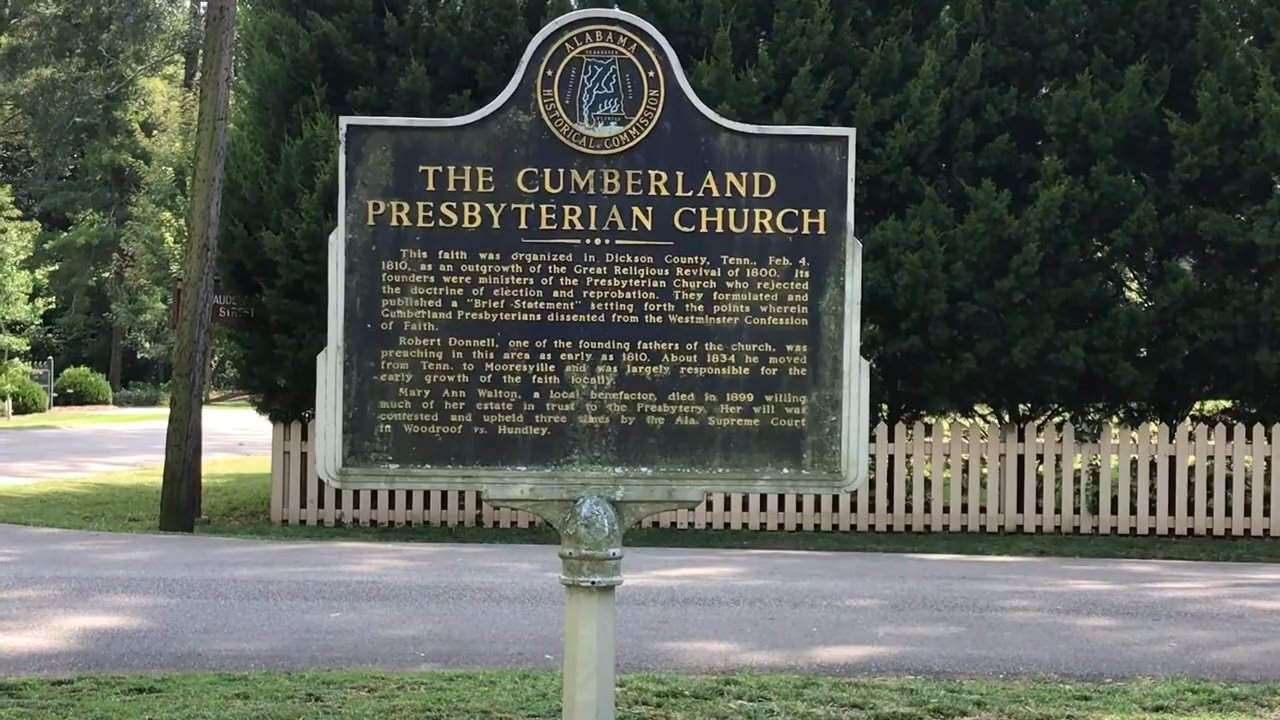 ALABAMA
HISTORICAL COMMISSION
THE CUMBERLAND
PRESBYTERIAN CHURCH
This faith was organized in Dickson County, Tenn., Feb. 4,
1810, as an outgrowth of the Great Religious Revival of 1800. Its
founders were ministers of the Presbyterian Church who rejected
the doctrine of election and reprobation. They formulated and
published a "Brief Statement" setting forth the points wherein
Cumberland Presbyterians dissented from the Westminster Confession
of Faith.
Robert Donnell, one of the founding fathers of the church, was
preaching in this area as early as 1810. About 1834 he moved
from Tenn. to Mooresville and was largely responsible for the
early growth of the faith locally.
Mary Ann Walton, a local benefactor, died in 1899 willing
much of her estate in trust to the Presbytery. Her will was
contested and upheld three times by the Ala. Supreme Court
in Woodroof vs. Hundley.
STREET